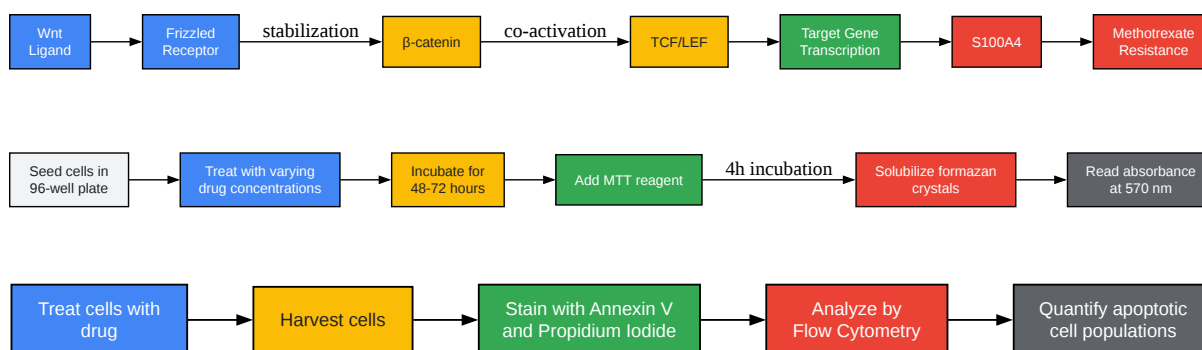 Wnt
Ligand
Frizzled
Receptor
stabilization
β-catenin
co-activation
TCF/LEF
Target Gene
Transcription
S100A4
Methotrexate
Resistance
Seed cells in
96-well plate
Treat with varying
drug concentrations
Incubate for
48-72 hours
Add MTT reagent
4h incubation
Solubilize formazan
crystals
Read absorbance
at 570 nm
Treat cells with
drug
Harvest cells
Stain with Annexin V
and Propidium Iodide
Analyze by
Flow Cytometry
Quantify apoptotic
cell populations